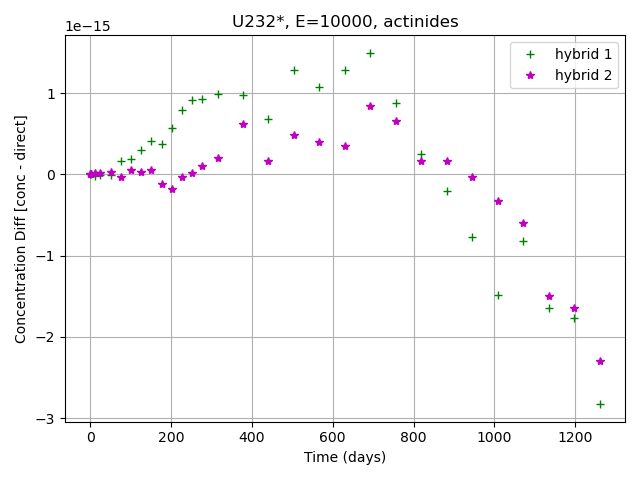 U232*, E=10000, actinides
1e−15
hybrid 1
hybrid 2
1
0
−1
−2
−3
Concentration Diff [conc - direct]
0 200 400 600 800 1000 1200
Time (days)